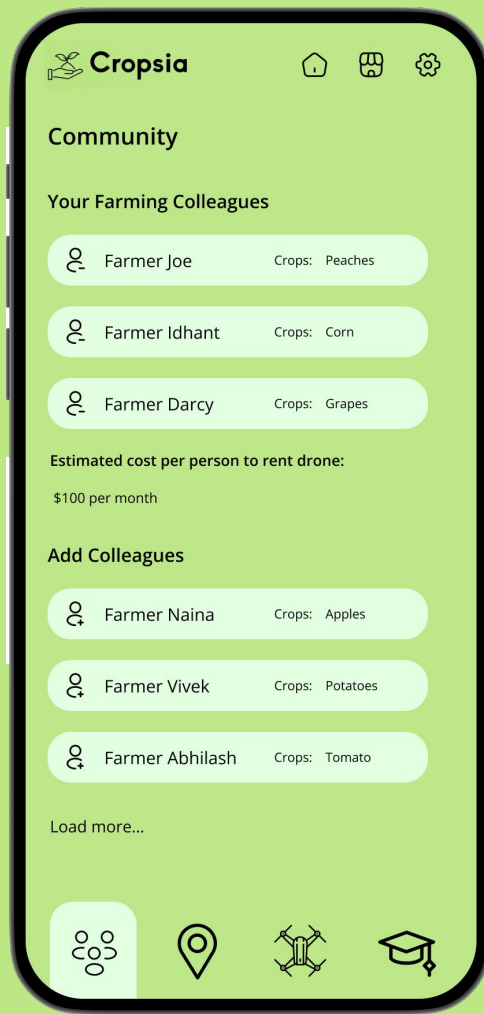 Cropsia
Community
Your Farming Colleagues
Farmer Joe Crops: Peaches
Farmer Idhant Crops: Corn
Farmer Darcy Crops: Grapes
Estimated cost per person to rent drone:
$100 per month
Add Colleagues
Farmer Naina Crops: Apples
Farmer Vivek Crops: Potatoes
Farmer Abhilash Crops: Tomato
Load more...